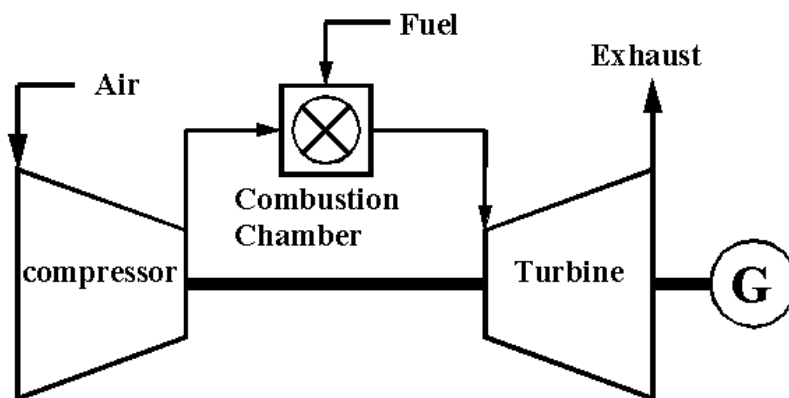 Fuel
Exhaust
Air
Combustion
Chamber
compressor
Turbine
G